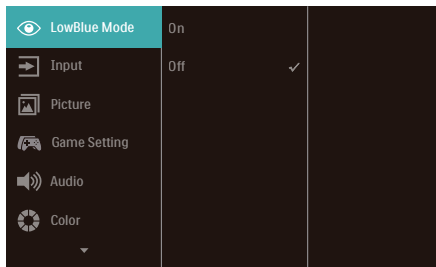 LowBlue Mode
On
Input
Off
Picture
Game Setting
Audio
Color